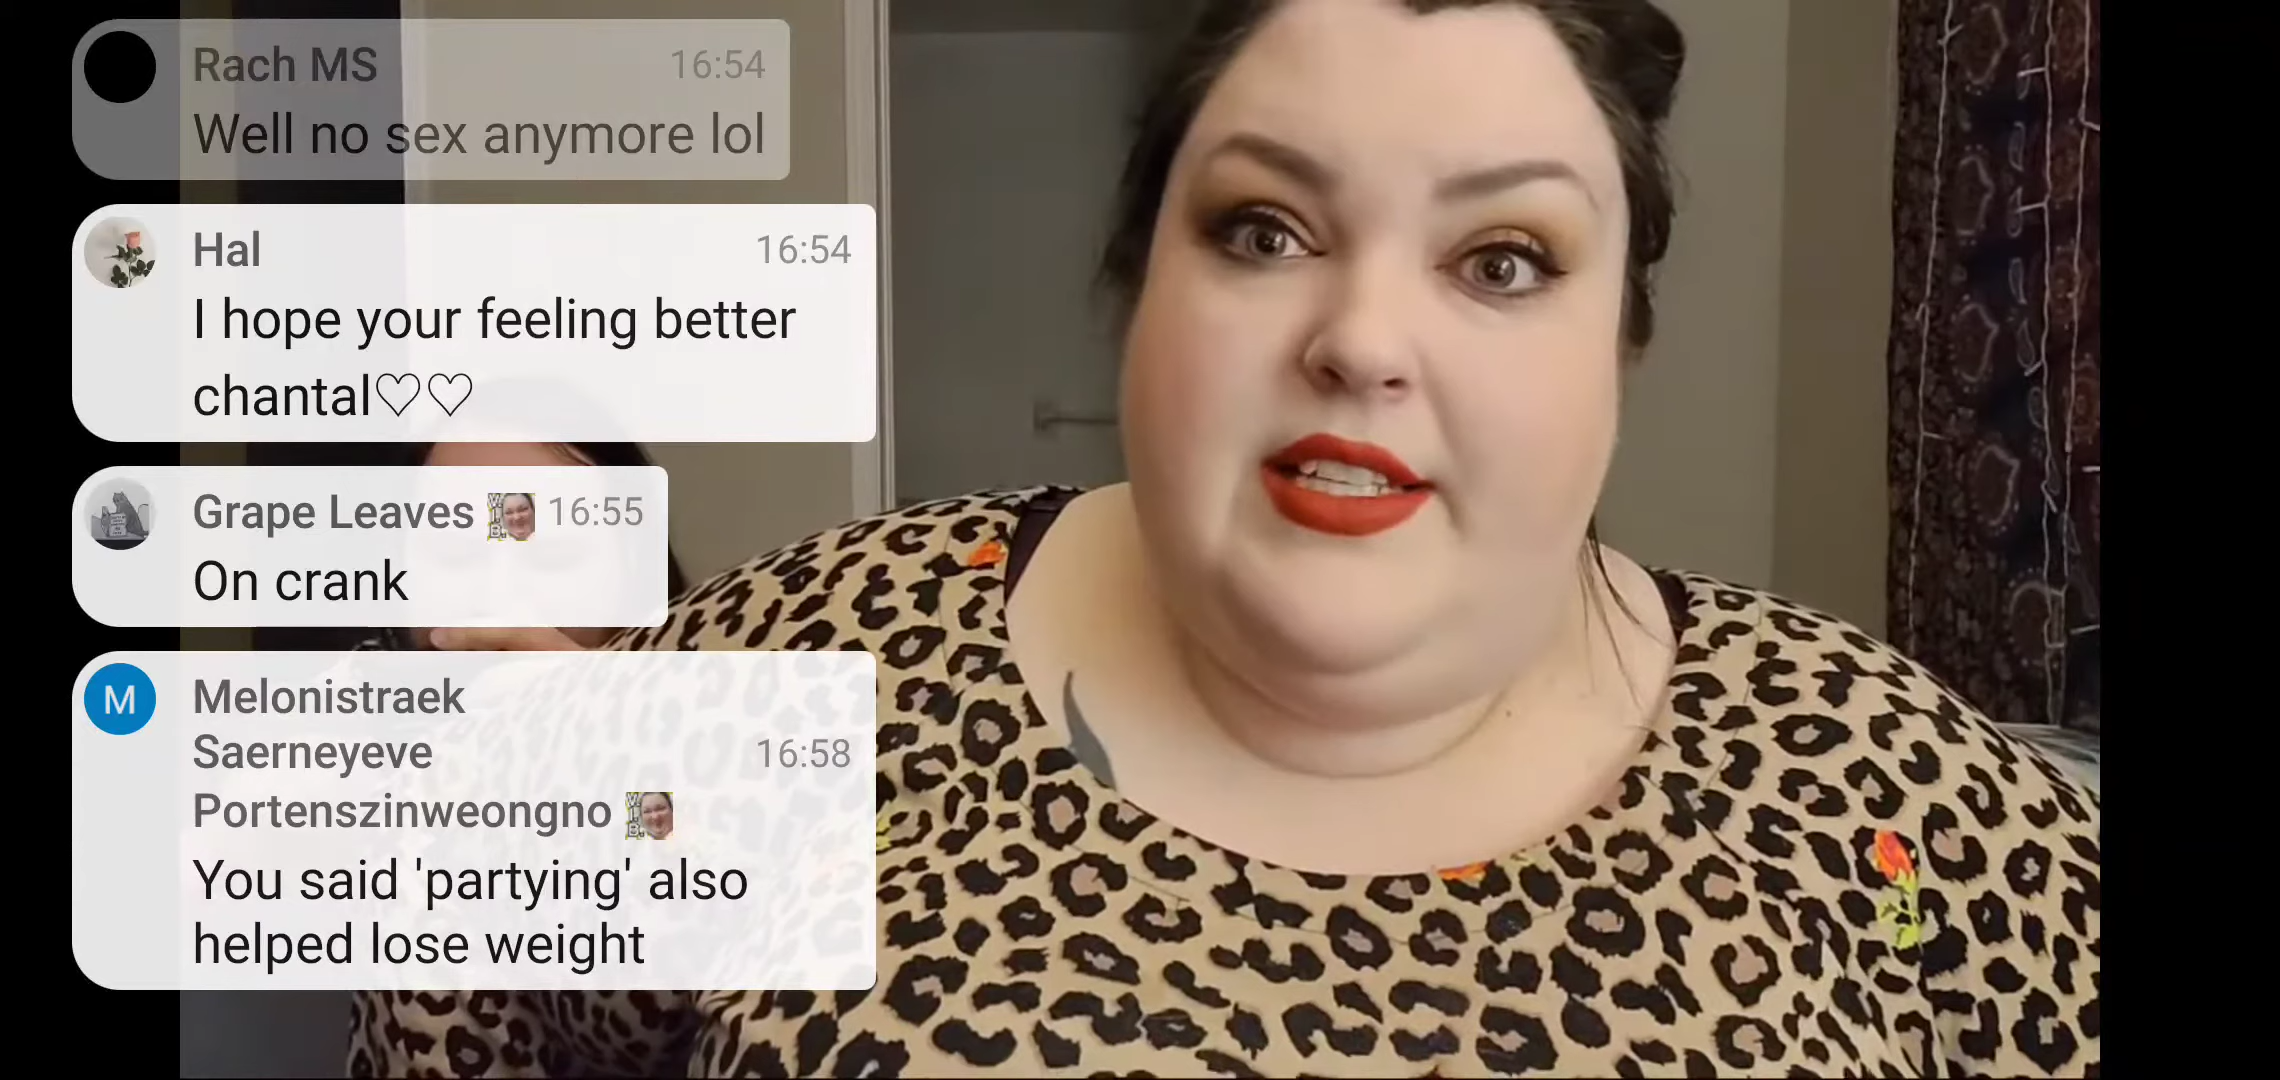 Rach MS 16:54
Well no sex anymore lol
Hal 16:54
I hope your feeling better
chantal♡♡
Grape Leaves 16:55
On crank
M
Melonistraek
Saerneyeve 16:58
Portenszinweongno
You said 'partying' also
helped lose weight